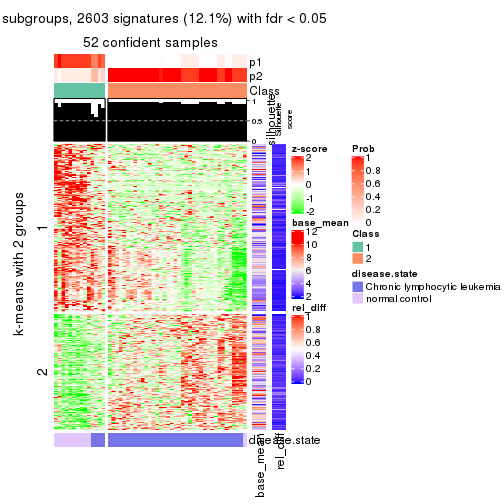 subgroups, 2603 signatures (12.1%) with fdr < 0.05
52 confident samples
p1
p2
Class
silhouette
1
0.5
0
Silhouette
score
k-means with 2 groups
1
2
disease.state
base_mean
rel_diff
z-score
2
1
0
-1
-2
base_mean
12
10
8
6
4
2
rel_diff
1
0.8
0.6
0.4
0.2
0
Prob
1
0.8
0.6
0.4
0.2
0
Class
1
2
disease.state
Chronic lymphocytic leukemia
normal control